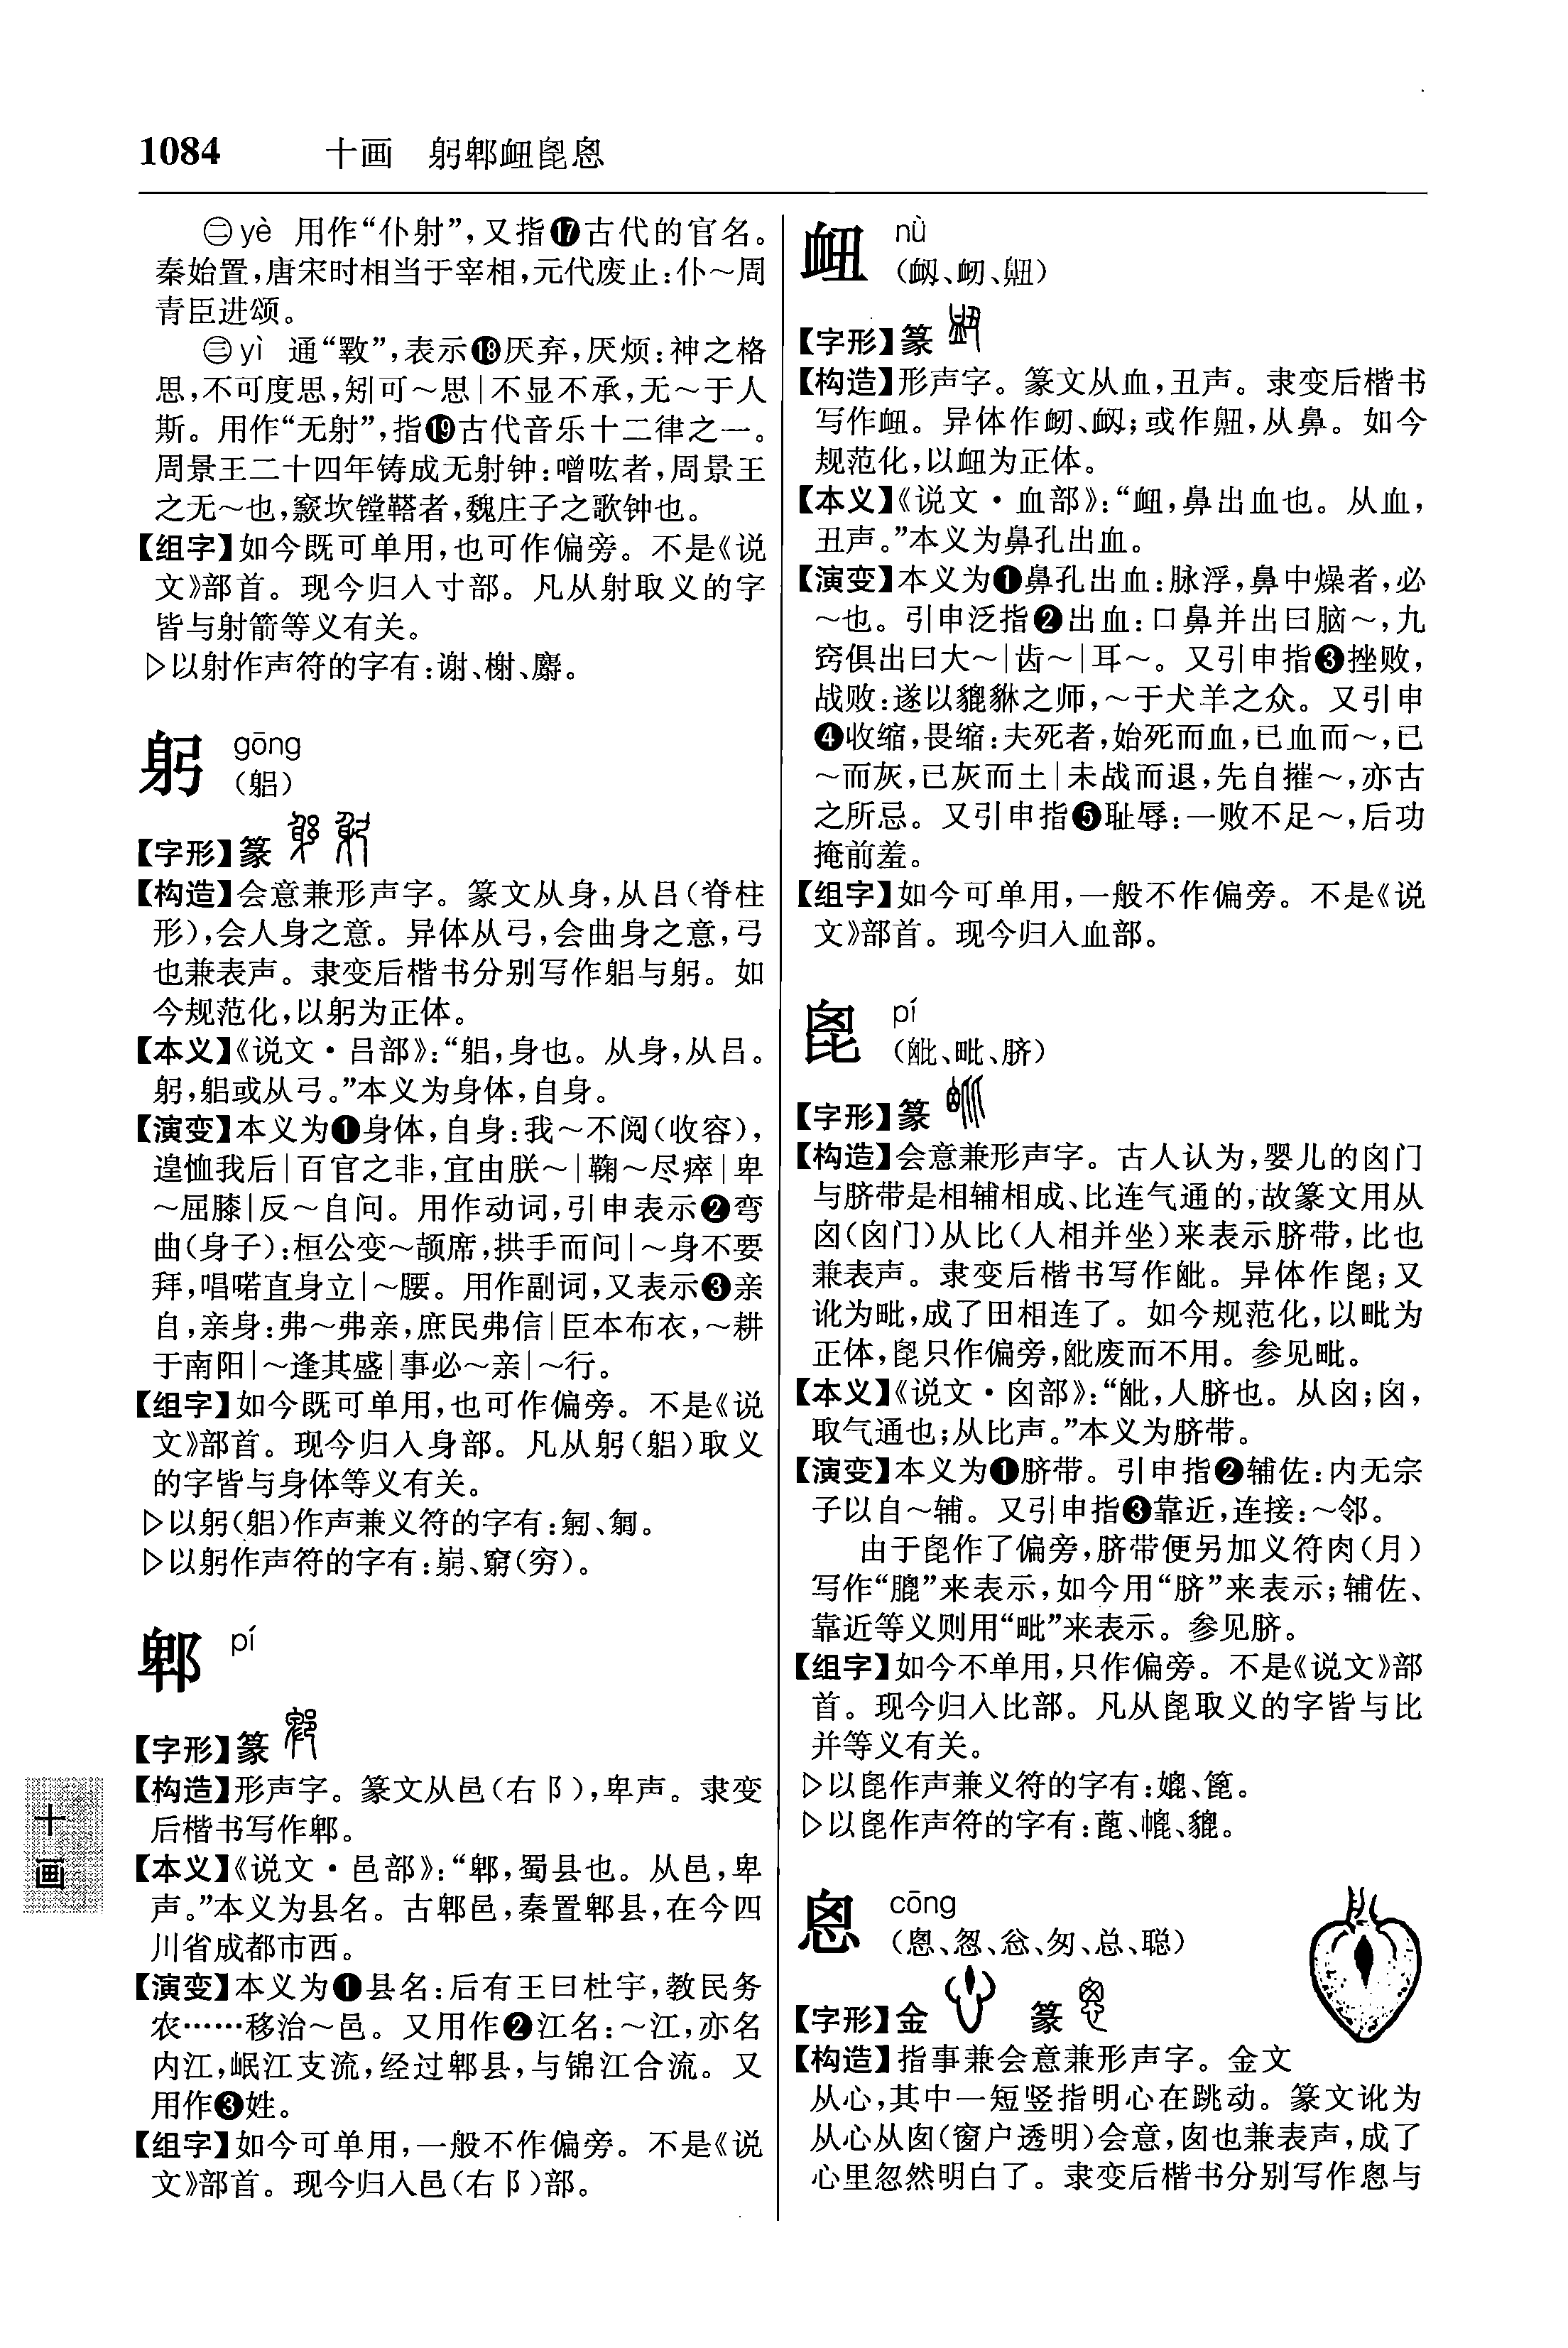 1084 十画 躬郫衄毘悤
㊁yè 用作“仆射”,又指⓱古代的官名。
秦始置,唐宋时相当于宰相,元代废止:仆～周
青臣进颂。
㊂yì 通“斁”,表示⓲厌弃,厌烦:神之格
思,不可度思,矧可～思|不显不承,无～于人
斯。用作“无射”,指⓳古代音乐十二律之一。
周景王二十四年铸成无射钟:噌吰者,周景王
之无～也,窾坎镗鞳者,魏庄子之歌钟也。
【组字】如今既可单用,也可作偏旁。不是《说
文》部首。现今归入寸部。凡从射取义的字
皆与射箭等义有关。
▷以射作声符的字有:谢、榭、麝。
躬 gōng
(躳)
【字形】篆
【构造】会意兼形声字。篆文从身,从吕(脊柱
形),会人身之意。异体从弓,会曲身之意,弓
也兼表声。隶变后楷书分别写作躳与躬。如
今规范化,以躬为正体。
【本义】《说文·吕部》:“躳,身也。从身,从吕。
躬,躳或从弓。”本义为身体,自身。
【演变】本义为❶身体,自身:我～不阅(收容),
遑恤我后|百官之非,宜由朕～|鞠～尽瘁|卑
～屈膝|反～自问。用作动词,引申表示❷弯
曲(身子):桓公变～颉席,拱手而问|～身不要
拜,唱喏直身立|～腰。用作副词,又表示❸亲
自,亲身:弗～弗亲,庶民弗信|臣本布衣,～耕
于南阳|～逢其盛|事必～亲|～行。
【组字】如今既可单用,也可作偏旁。不是《说
文》部首。现今归入身部。凡从躬(躳)取义
的字皆与身体等义有关。
▷以躬(躳)作声兼义符的字有:匑、匔。
▷以躬作声符的字有:䠻、窮(穷)。
郫 pí
【字形】篆
【构造】形声字。篆文从邑(右阝),卑声。隶变
后楷书写作郫。
【本义】《说文·邑部》:“郫,蜀县也。从邑,卑
声。”本义为县名。古郫邑,秦置郫县,在今四
川省成都市西。
【演变】本义为❶县名:后有王曰杜宇,教民务
农……移治～邑。又用作❷江名:～江,亦名
内江,岷江支流,经过郫县,与锦江合流。又
用作❸姓。
【组字】如今可单用,一般不作偏旁。不是《说
文》部首。现今归入邑(右阝)部。
十画
衄 nǜ
(䘐、衂、鼿)
【字形】篆
【构造】形声字。篆文从血,丑声。隶变后楷书
写作衄。异体作衂、䘐;或作鼿,从鼻。如今
规范化,以衄为正体。
【本义】《说文·血部》:“衄,鼻出血也。从血,
丑声。”本义为鼻孔出血。
【演变】本义为❶鼻孔出血:脉浮,鼻中燥者,必
～也。引申泛指❷出血:口鼻并出曰脑～,九
窍俱出曰大～|齿～|耳～。又引申指❸挫败,
战败:遂以貔貅之师,～于犬羊之众。又引申
❹收缩,畏缩:夫死者,始死而血,已血而～,已
～而灰,已灰而土|未战而退,先自摧～,亦古
之所忌。又引申指❺耻辱:一败不足～,后功
掩前羞。
【组字】如今可单用,一般不作偏旁。不是《说
文》部首。现今归入血部。
㲋 pí
(㲎、毗、脐)
【字形】篆
【构造】会意兼形声字。古人认为,婴儿的囟门
与脐带是相辅相成、比连气通的,故篆文用从
囟(囟门)从比(人相并坐)来表示脐带,比也
兼表声。隶变后楷书写作毗。异体作毘;又
讹为毗,成了田相连了。如今规范化,以毗为
正体,毘只作偏旁,毗废而不用。参见毗。
【本义】《说文·囟部》:“毗,人脐也。从囟;囟,
取气通也;从比声。”本义为脐带。
【演变】本义为❶脐带。引申指❷辅佐:内无宗
子以自～辅。又引申指❸靠近,连接:～邻。
由于毘作了偏旁,脐带便另加义符肉(月)
写作“膍”来表示,如今用“脐”来表示;辅佐、
靠近等义则用“毗”来表示。参见脐。
【组字】如今不单用,只作偏旁。不是《说文》部
首。现今归入比部。凡从毘取义的字皆与比
并等义有关。
▷以毘作声兼义符的字有:媲、篦。
▷以毘作声符的字有:蓖、幒、貔。
悤 cōng
(恖、怱、忩、匆、总、聪)
【字形】金 篆
【构造】指事兼会意兼形声字。金文
从心,其中一短竖指明心在跳动。篆文讹为
从心从囱(窗户透明)会意,囱也兼表声,成了
心里忽然明白了。隶变后楷书分别写作悤与